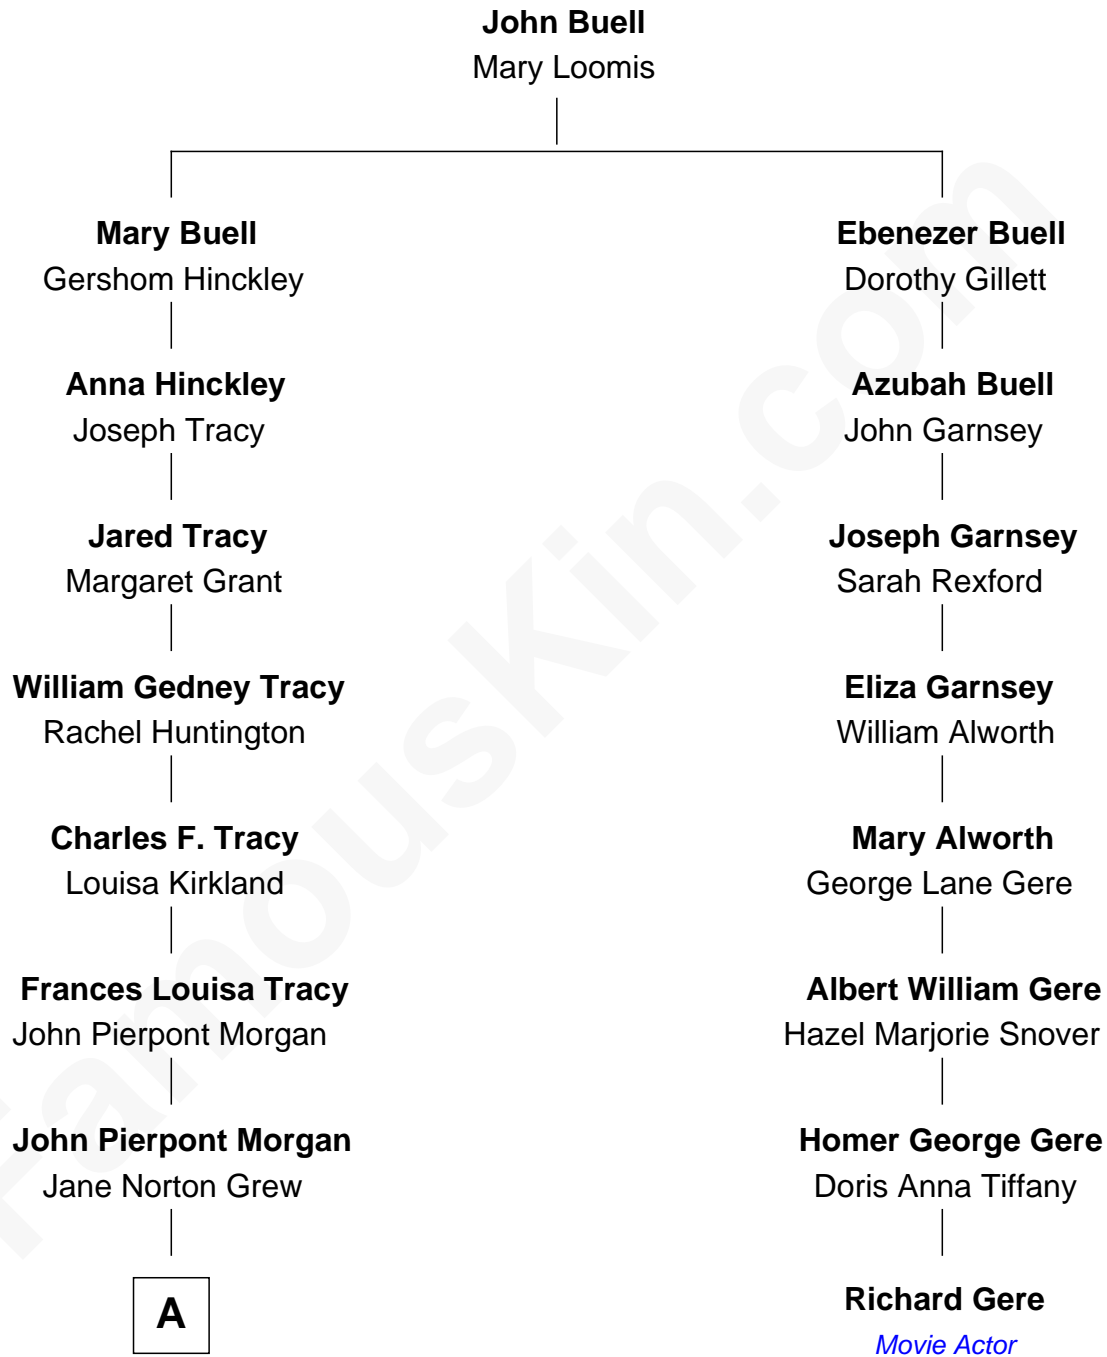 John Buell
Mary Loomis
Mary Buell
Gershom Hinckley
Ebenezer Buell
Dorothy Gillett
Anna Hinckley
Joseph Tracy
Azubah Buell
John Garnsey
Jared Tracy
Margaret Grant
Joseph Garnsey
Sarah Rexford
William Gedney Tracy
Rachel Huntington
Eliza Garnsey
William Alworth
Charles F. Tracy
Louisa Kirkland
Mary Alworth
George Lane Gere
Frances Louisa Tracy
John Pierpont Morgan
Albert William Gere
Hazel Marjorie Snover
John Pierpont Morgan
Jane Norton Grew
Homer George Gere
Doris Anna Tiffany
A
Richard Gere
Movie Actor
FamousKin.com